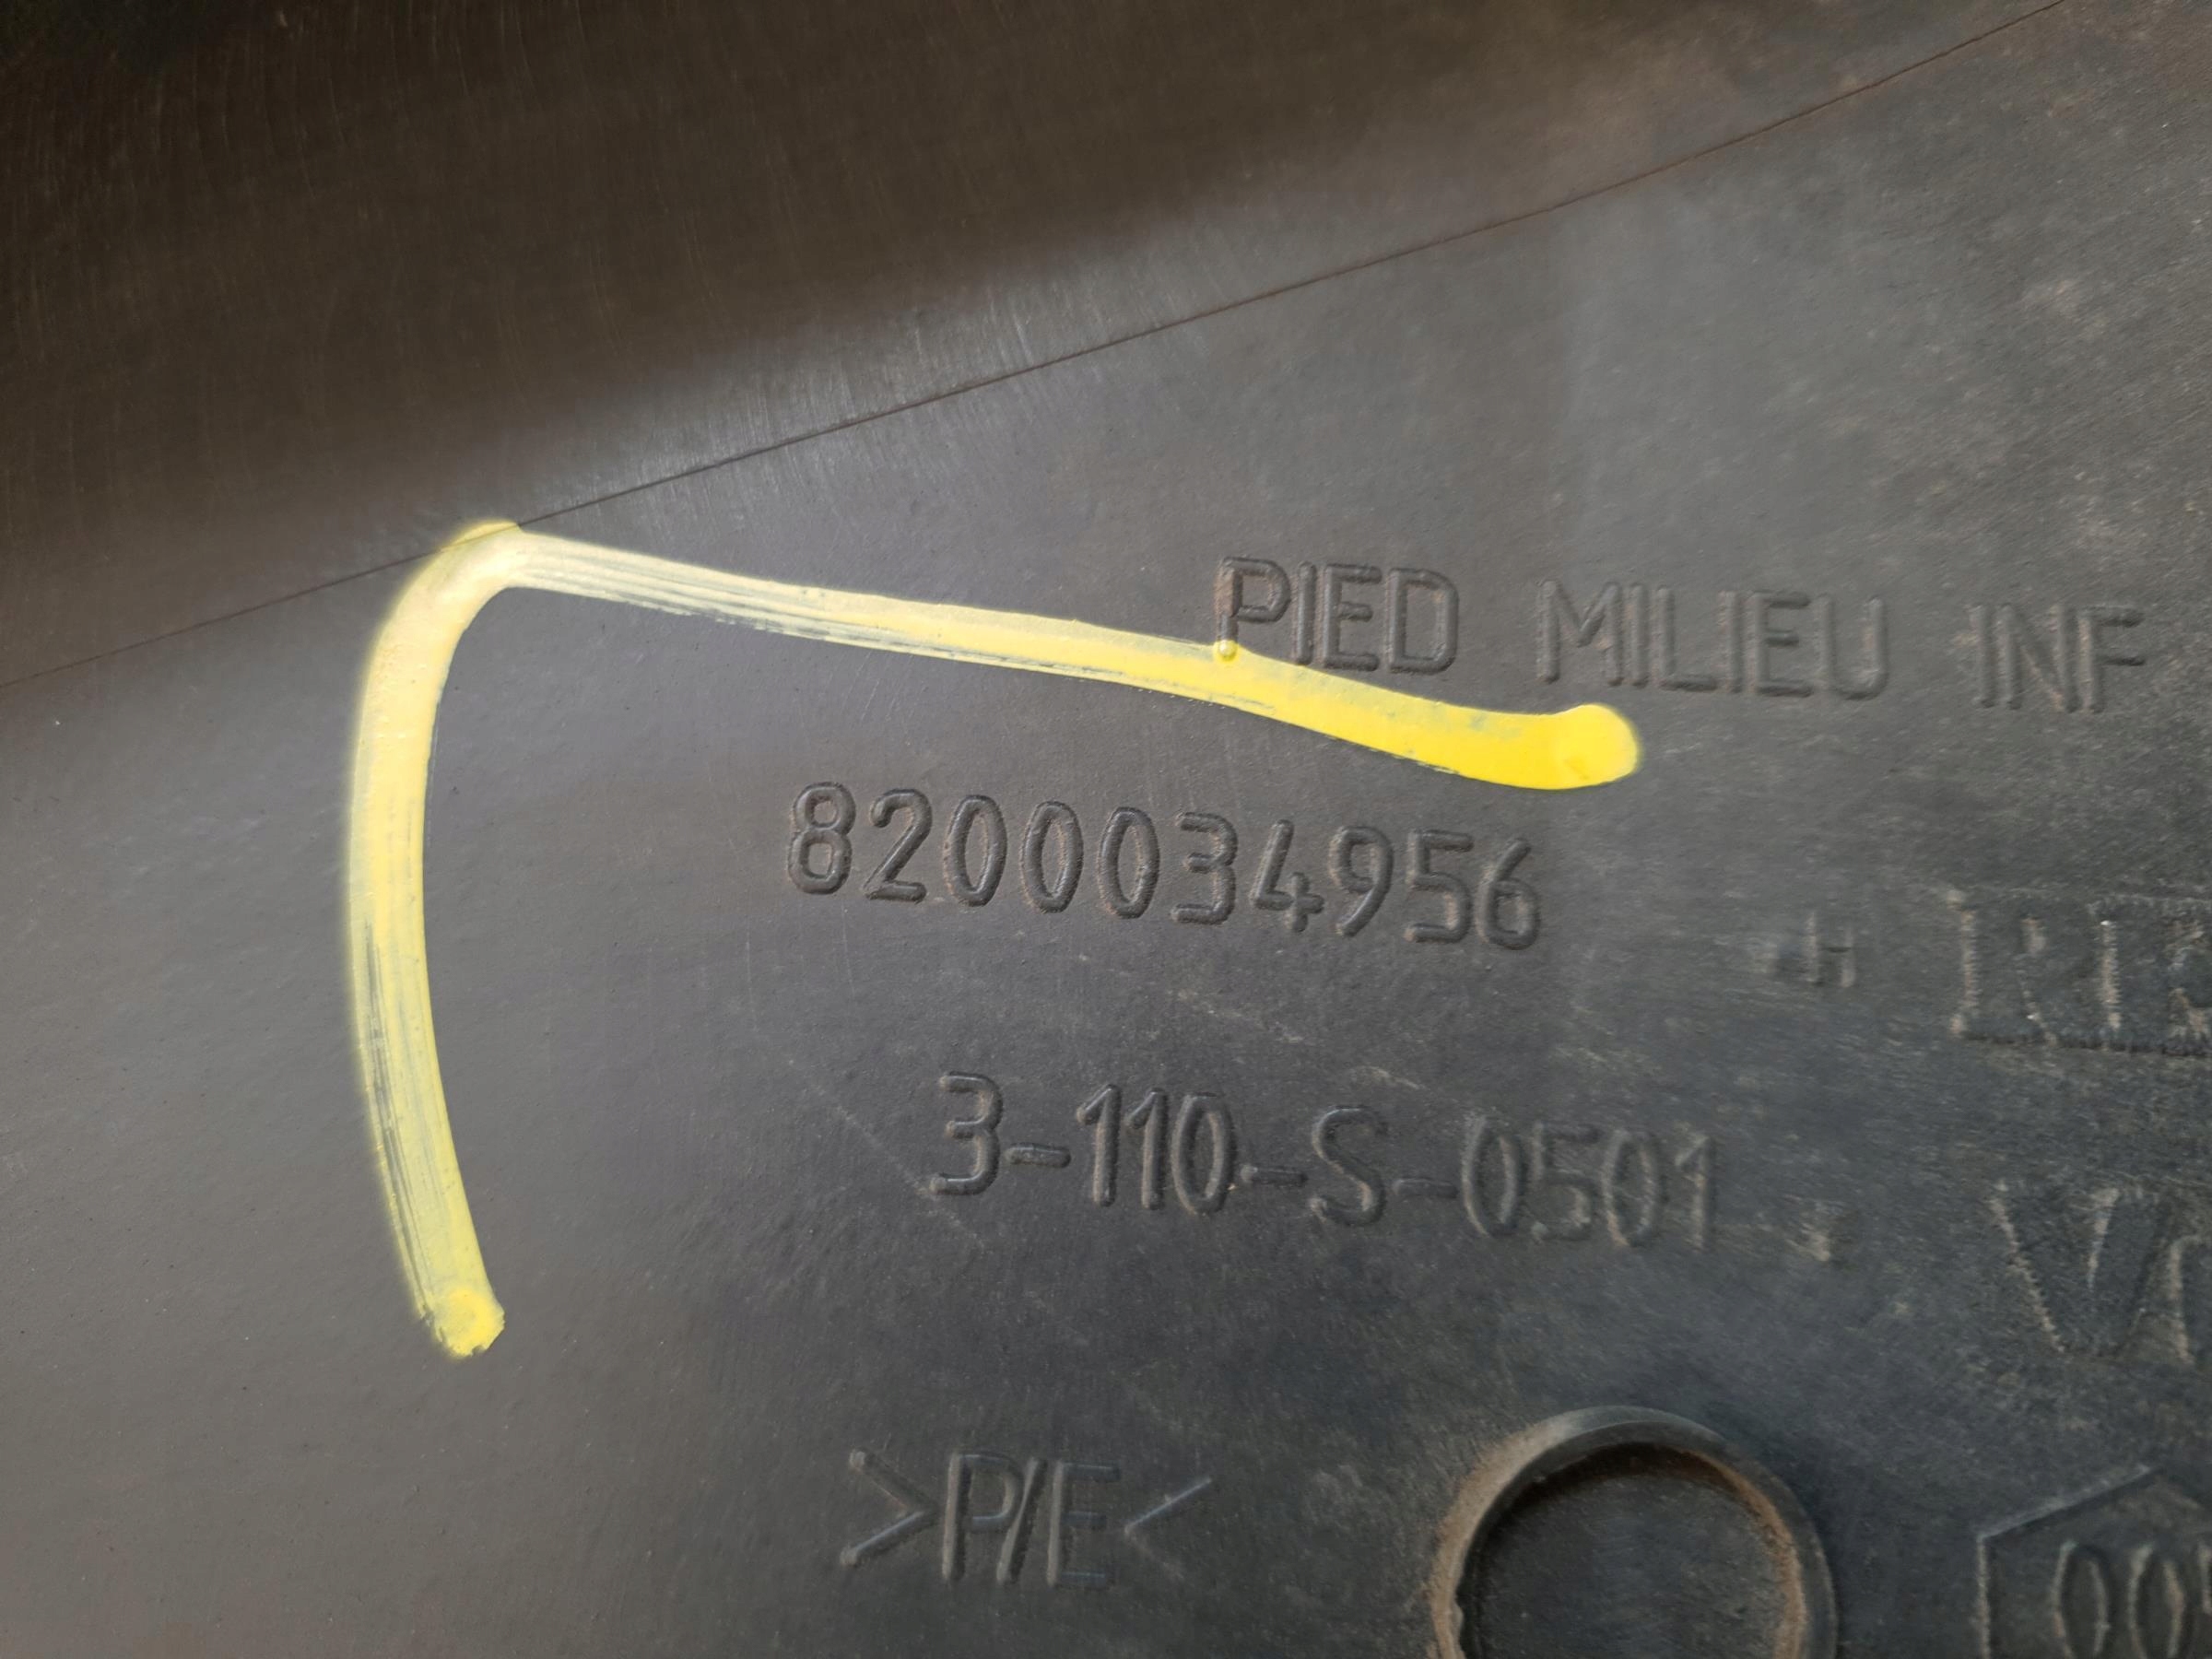 PIED MILIEU INF
8200034956
3-110-S-0501
>P/E<